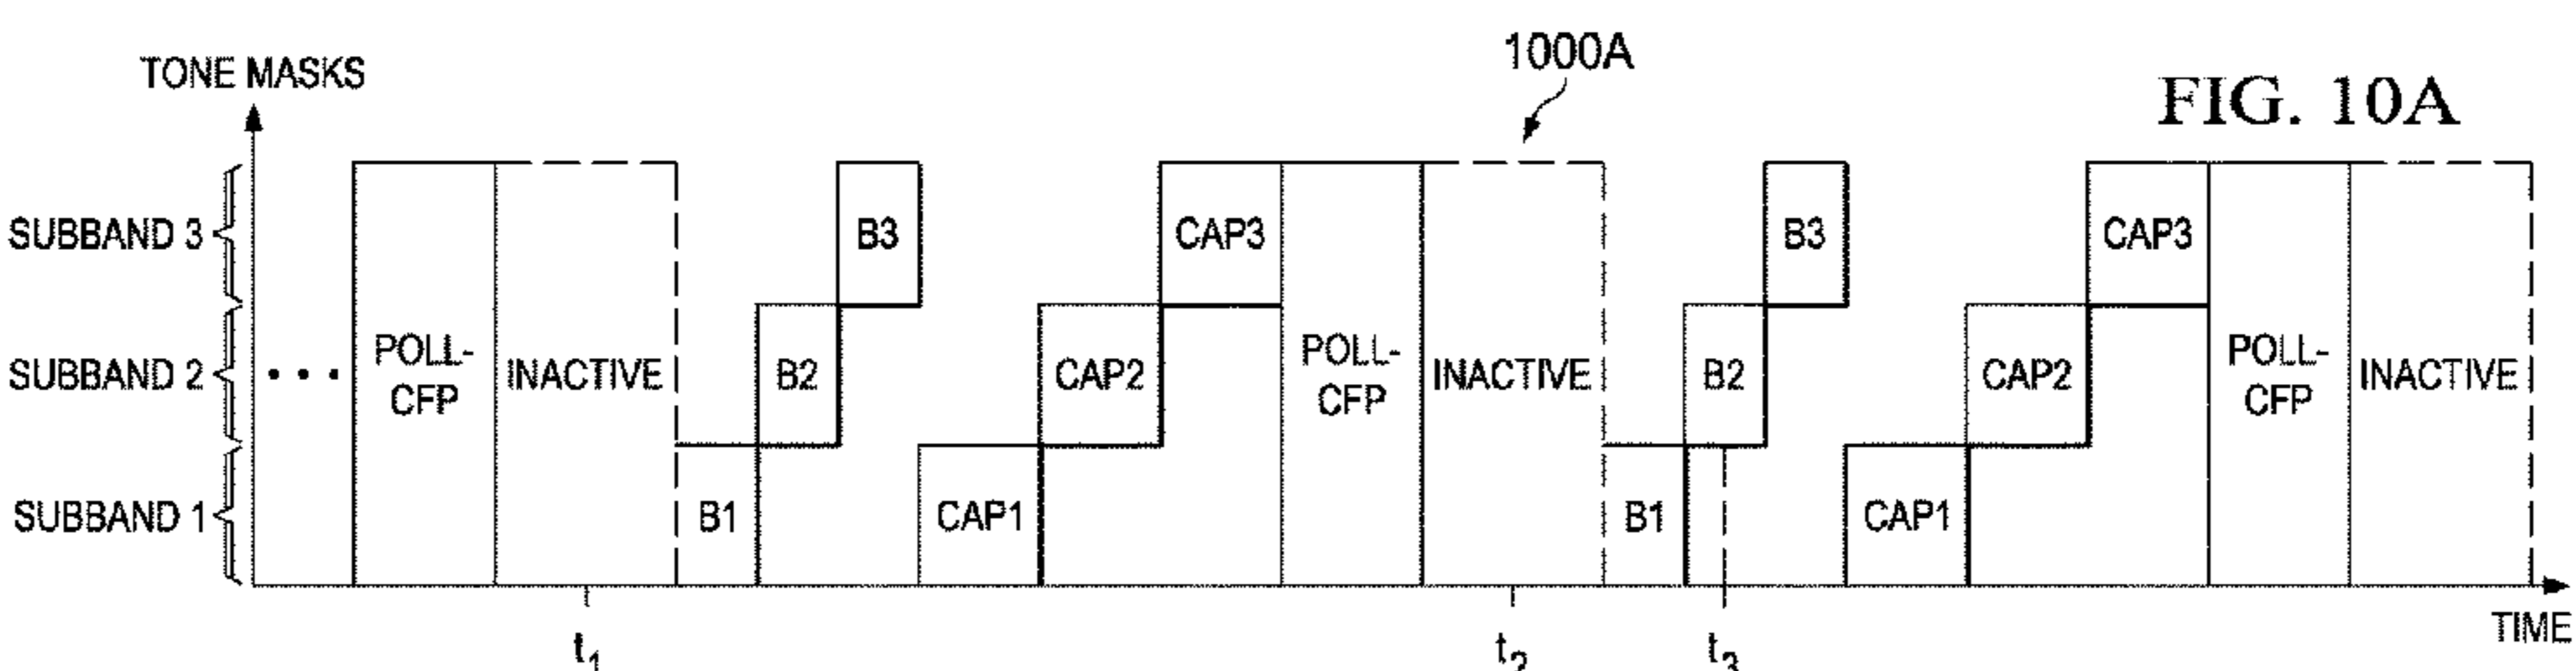 1000A
FIG. 10A
TONE MASKS
SUBBAND 3
SUBBAND 2
SUBBAND 1
• • •
POLL-
CFP
INACTIVE
B1
B2
B3
CAP1
CAP2
CAP3
POLL-
CFP
INACTIVE
B1
B2
B3
CAP1
CAP2
CAP3
POLL-
CFP
INACTIVE
t1
t2
t3
TIME